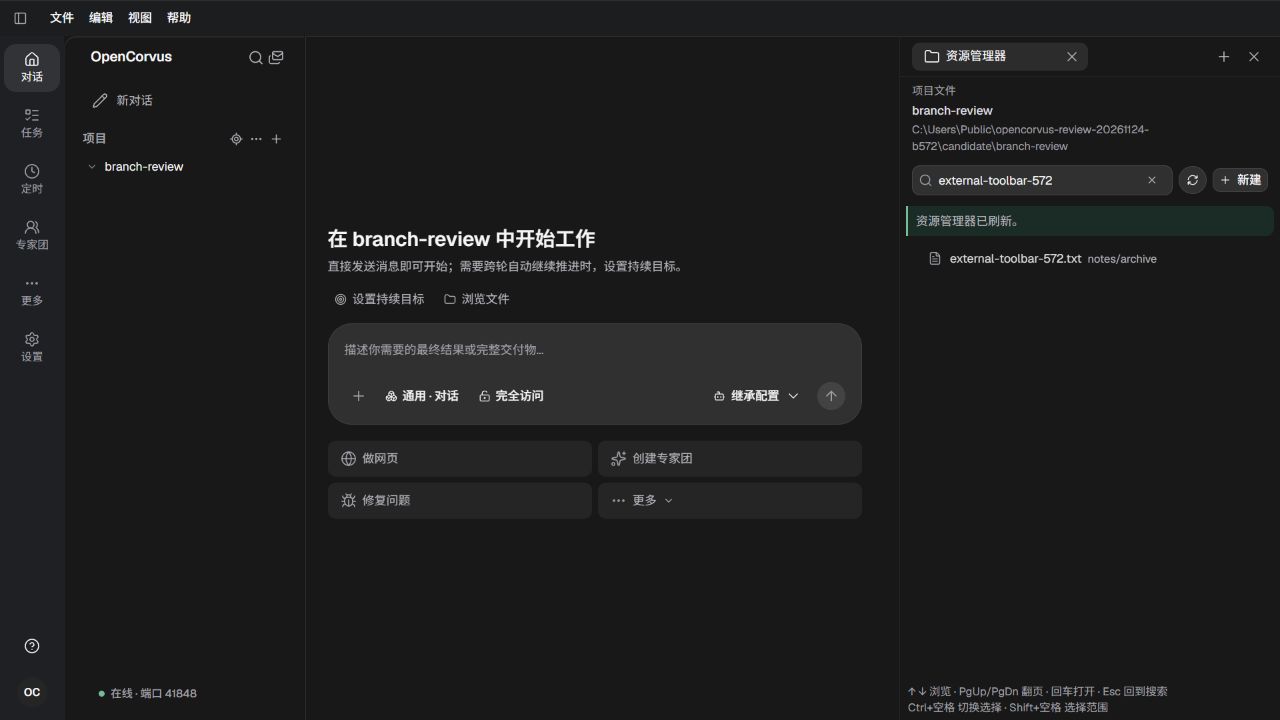 文件 编辑 视图 帮助
对话
任务
定时
专家团
更多
设置
OC
OpenCorvus
新对话
项目
branch-review
在线 · 端口 41848
在 branch-review 中开始工作
直接发送消息即可开始；需要跨轮自动继续推进时，设置持续目标。
设置持续目标 浏览文件
描述你需要的最终结果或完整交付物...
通用 · 对话 完全访问 继承配置
做网页 创建专家团
修复问题 更多
资源管理器
项目文件
branch-review
C:\Users\Public\opencorvus-review-20261124-
b572\candidate\branch-review
external-toolbar-572 新建
资源管理器已刷新。
external-toolbar-572.txt notes/archive
↑↓ 浏览 · PgUp/PgDn 翻页 · 回车打开 · Esc 回到搜索
Ctrl+空格 切换选择 · Shift+空格 选择范围